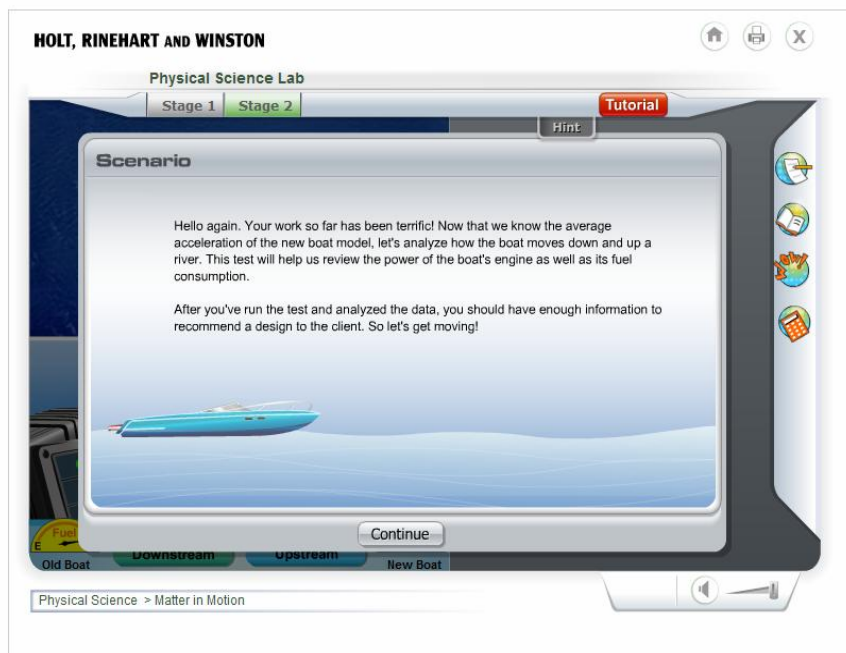 HOLT, RINEHART AND WINSTON
Physical Science Lab
Stage 1 Stage 2 Tutorial
Hint
Scenario
Hello again. Your work so far has been terrific! Now that we know the average
acceleration of the new boat model, let's analyze how the boat moves down and up a
river. This test will help us review the power of the boat's engine as well as its fuel
consumption.
After you've run the test and analyzed the data, you should have enough information to
recommend a design to the client. So let's get moving!
Continue
Fuel
E
Downstream Upstream
Old Boat New Boat
Physical Science > Matter in Motion
X